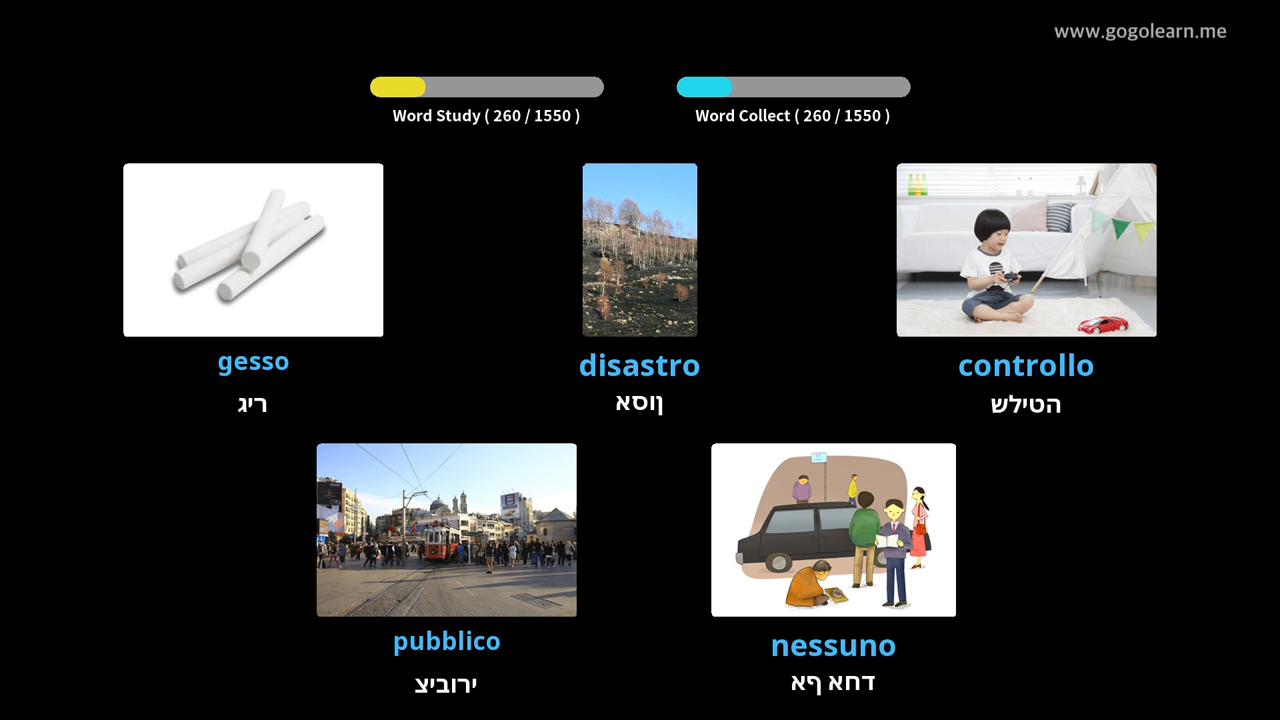 www.gogolearn.me
Word Study ( 260 / 1550 )
Word Collect ( 260 / 1550 )
gesso
ריג
disastro
ןוסא
controllo
הטילש
pubblico
ירוביצ
nessuno
דחא ףא